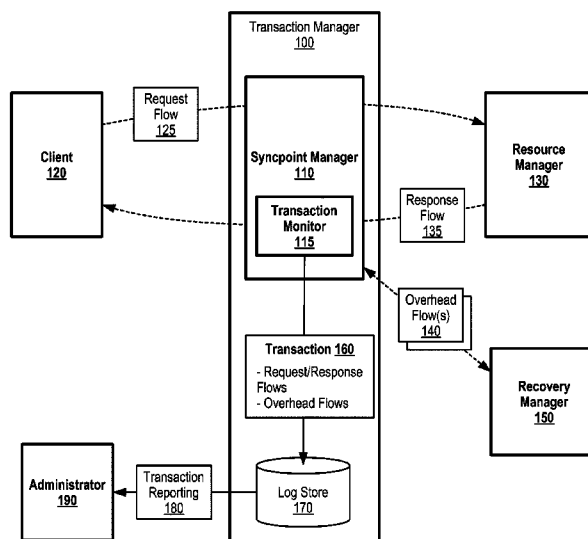 Transaction Manager
100
Request
Flow
125
Client
120
Syncpoint Manager
110
Resource
Manager
130
Transaction
Monitor
115
Response
Flow
135
Overhead
Flow(s)
140
Transaction 160
- Request/Response
Flows
- Overhead Flows
Recovery
Manager
150
Administrator
190
Transaction
Reporting
180
Log Store
170